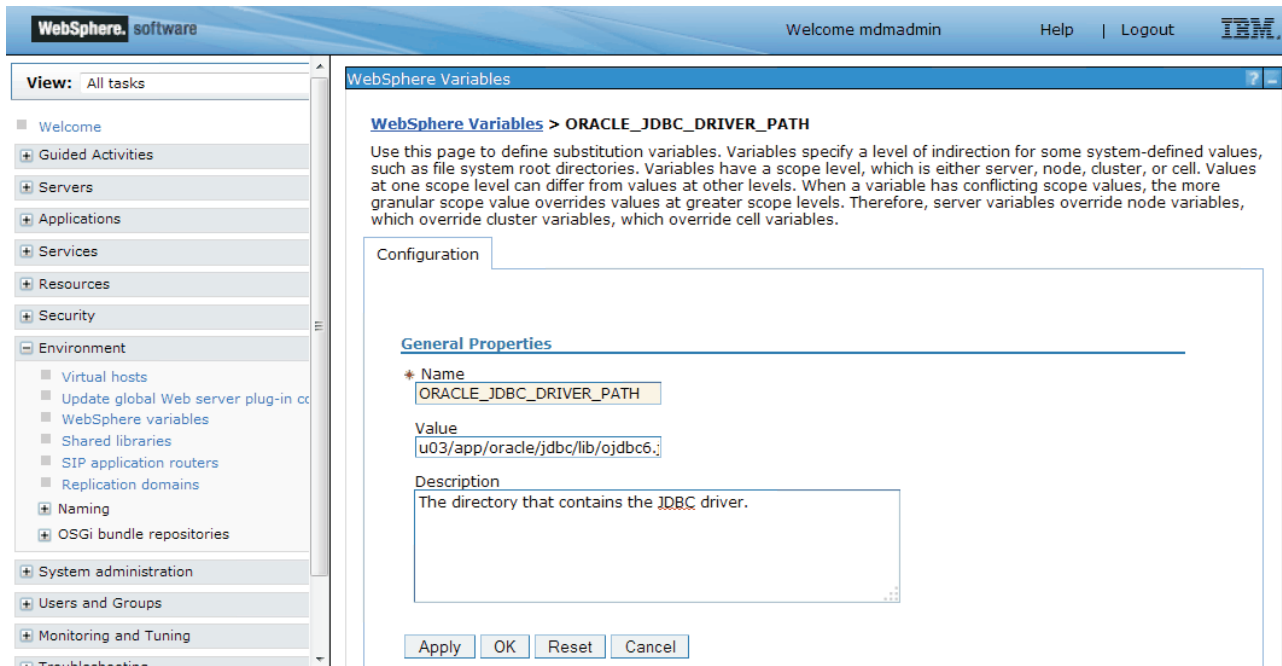 WebSphere. software
Welcome mdmadmin
Help | Logout
IBM.
View: All tasks
Welcome
Guided Activities
Servers
Applications
Services
Resources
Security
Environment
Virtual hosts
Update global Web server plug-in co
WebSphere variables
Shared libraries
SIP application routers
Replication domains
Naming
OSGi bundle repositories
System administration
Users and Groups
Monitoring and Tuning
Troubleshooting
WebSphere Variables
WebSphere Variables > ORACLE_JDBC_DRIVER_PATH
Use this page to define substitution variables. Variables specify a level of indirection for some system-defined values,
such as file system root directories. Variables have a scope level, which is either server, node, cluster, or cell. Values
at one scope level can differ from values at other levels. When a variable has conflicting scope values, the more
granular scope value overrides values at greater scope levels. Therefore, server variables override node variables,
which override cluster variables, which override cell variables.
Configuration
General Properties
* Name
ORACLE_JDBC_DRIVER_PATH
Value
u03/app/oracle/jdbc/lib/ojdbc6.j
Description
The directory that contains the JDBC driver.
Apply OK Reset Cancel